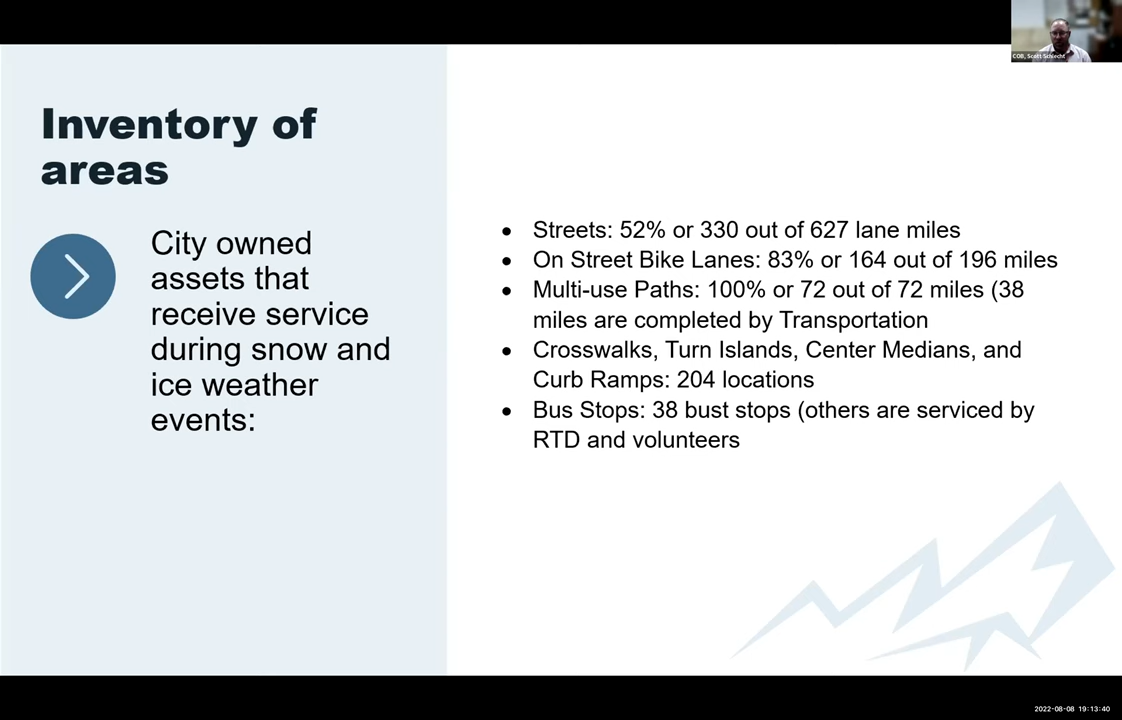 COB, Scott Schlecht
Inventory of
areas
City owned
assets that
receive service
during snow and
ice weather
events:
• Streets: 52% or 330 out of 627 lane miles
• On Street Bike Lanes: 83% or 164 out of 196 miles
• Multi-use Paths: 100% or 72 out of 72 miles (38
miles are completed by Transportation
• Crosswalks, Turn Islands, Center Medians, and
Curb Ramps: 204 locations
• Bus Stops: 38 bust stops (others are serviced by
RTD and volunteers
2022-08-08 19:13:40